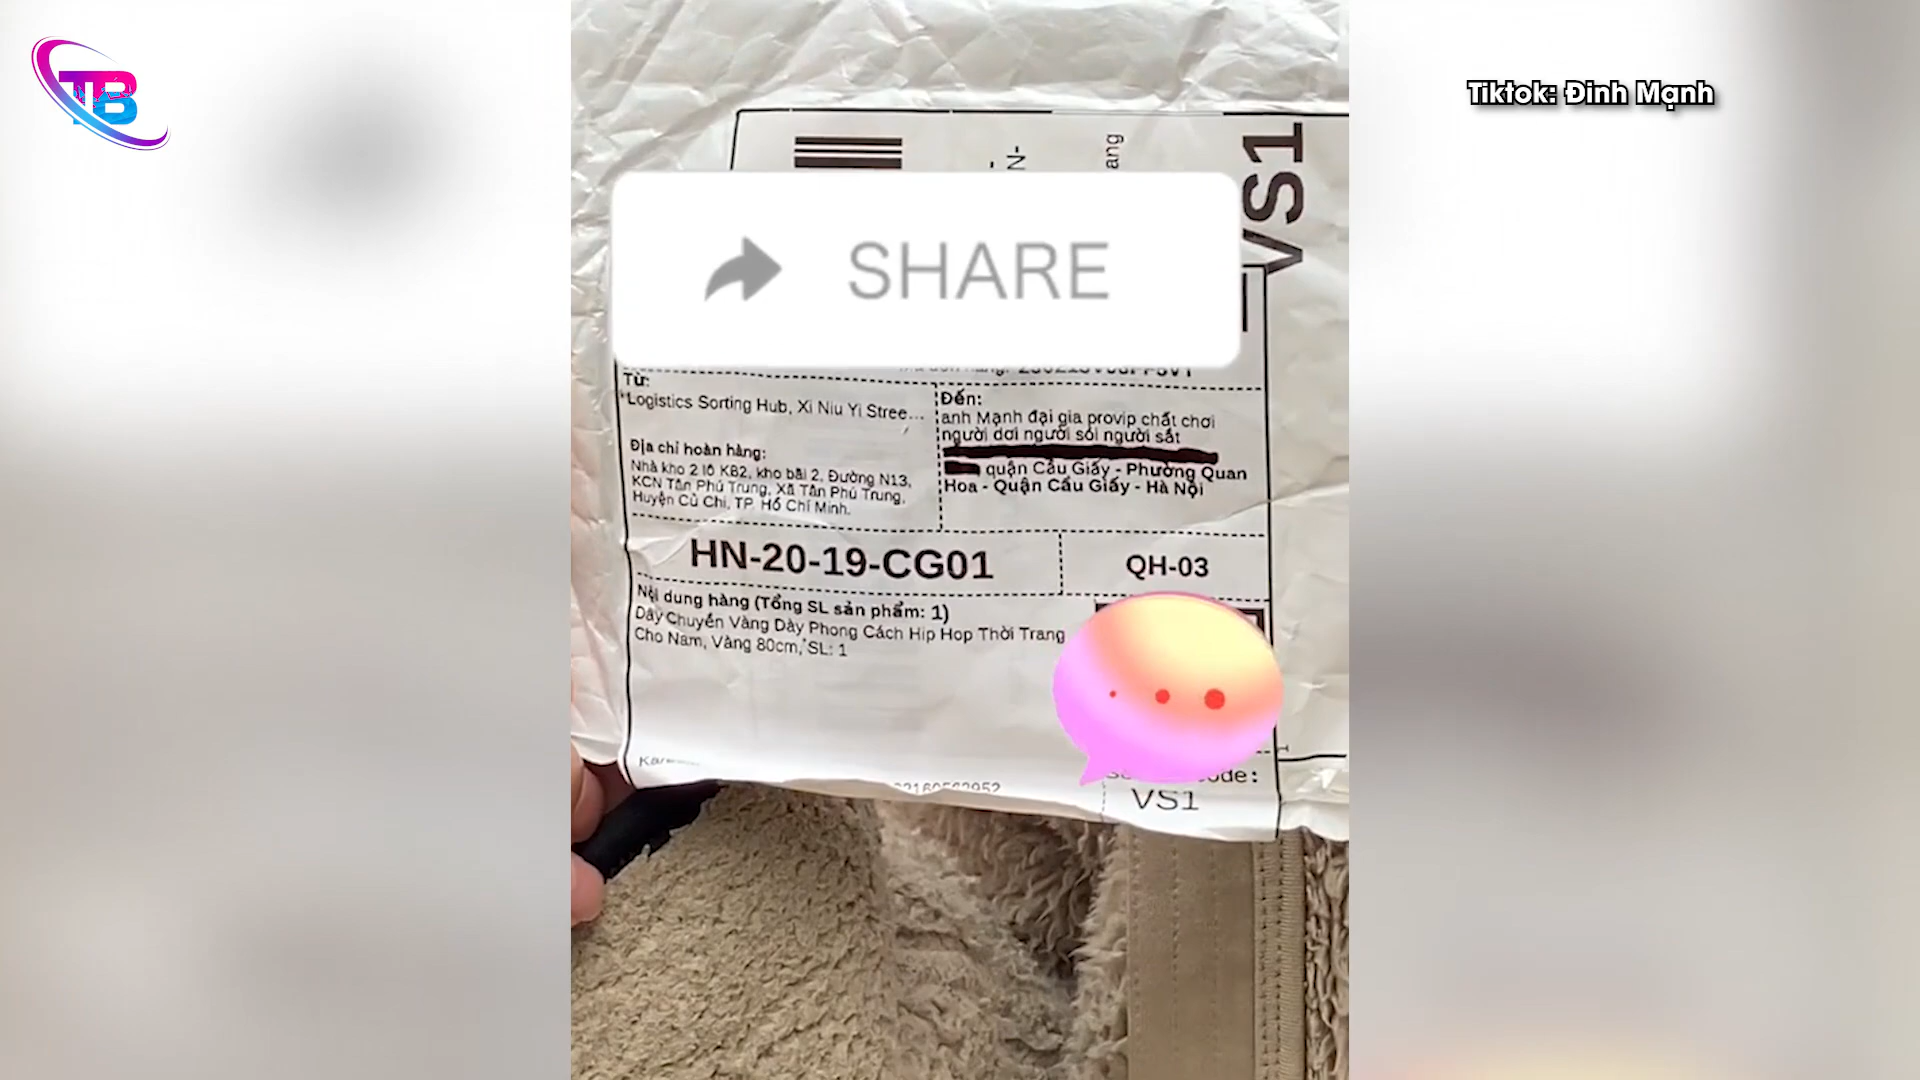 TB
Tiktok: Đinh Mạnh
VS1
SHARE
Từ:
*Logistics Sorting Hub, Xi Niu Yi Stree...
Địa chỉ hoàn hàng:
Nhà kho 2 lô KB2, kho bãi 2, Đường N13,
KCN Tân Phú Trung, Xã Tân Phú Trung,
Huyện Củ Chi, TP. Hồ Chí Minh.
Đến:
anh Mạnh đại gia provip chất chơi
người dơi người sói người sắt
quận Cầu Giấy - Phường Quan
Hoa - Quận Cầu Giấy - Hà Nội
HN-20-19-CG01
QH-03
Nội dung hàng (Tổng SL sản phẩm: 1)
Dây Chuyền Vàng Dày Phong Cách Hip Hop Thời Trang
Cho Nam, Vàng 80cm, SL: 1
VS1